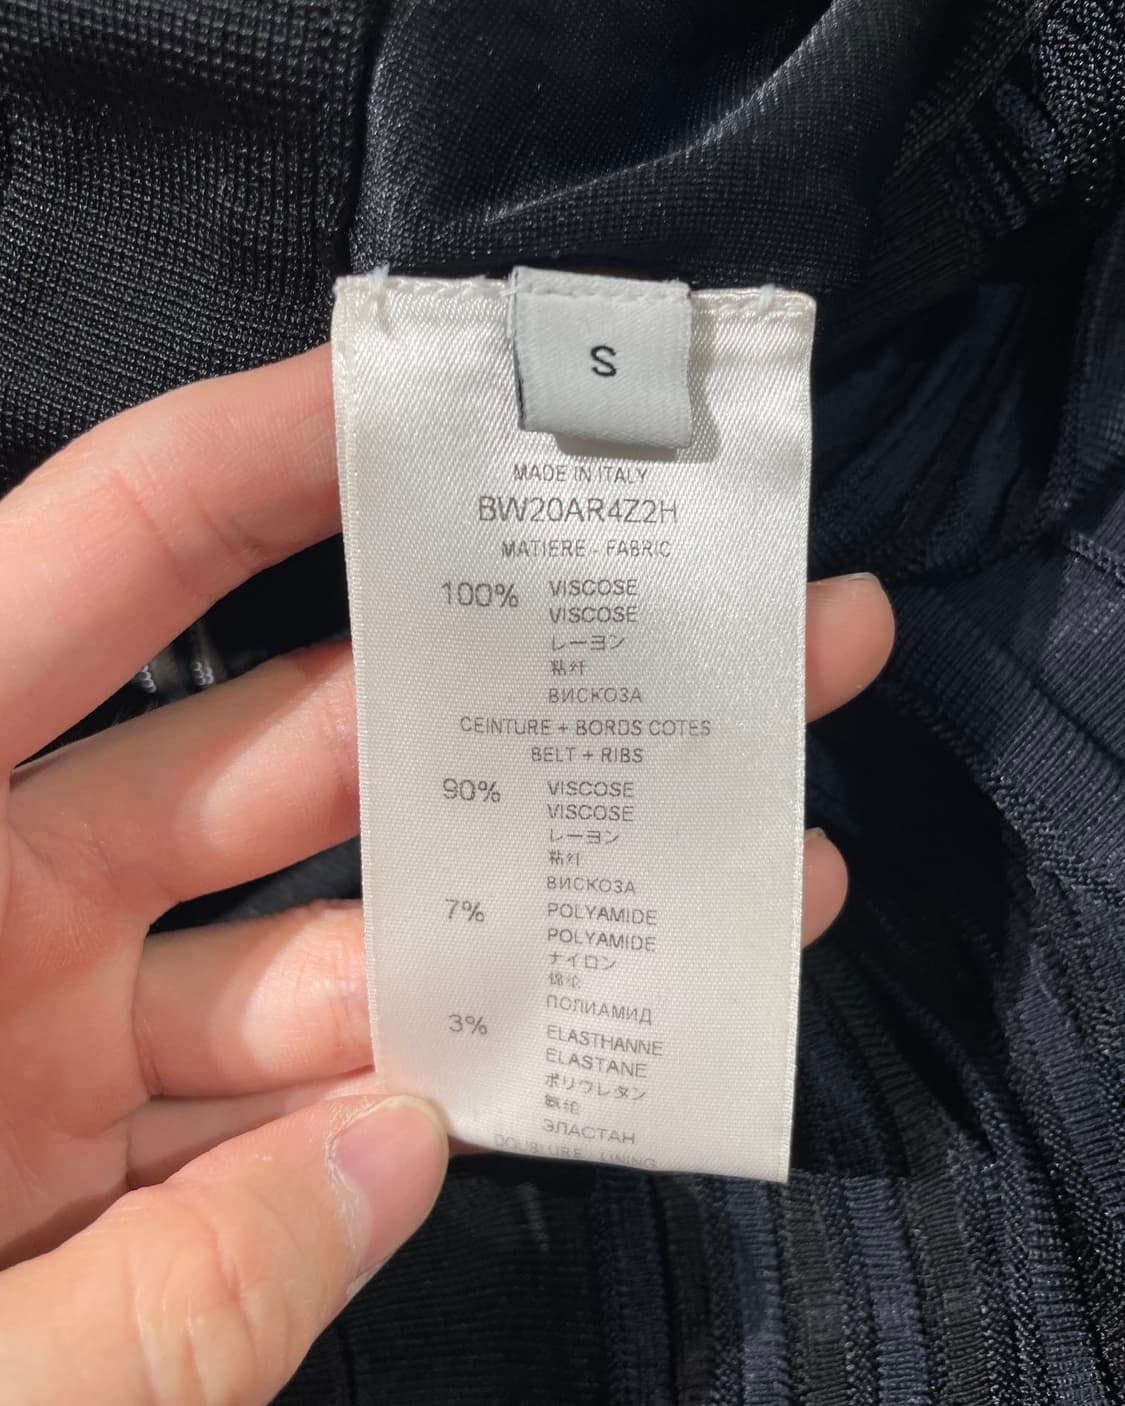 S
MADE IN ITALY
BW20AR4Z2H
MATIERE - FABRIC
100% VISCOSE
VISCOSE
レーヨン
粘纤
ВИСКОЗА
CEINTURE + BORDS COTES
BELT + RIBS
90% VISCOSE
VISCOSE
レーヨン
粘纤
ВИСКОЗА
7% POLYAMIDE
POLYAMIDE
ナイロン
锦纶
ПОЛИАМИД
3% ELASTHANNE
ELASTANE
ポリウレタン
ЭЛАСТАН
DOUBLURE - LINING